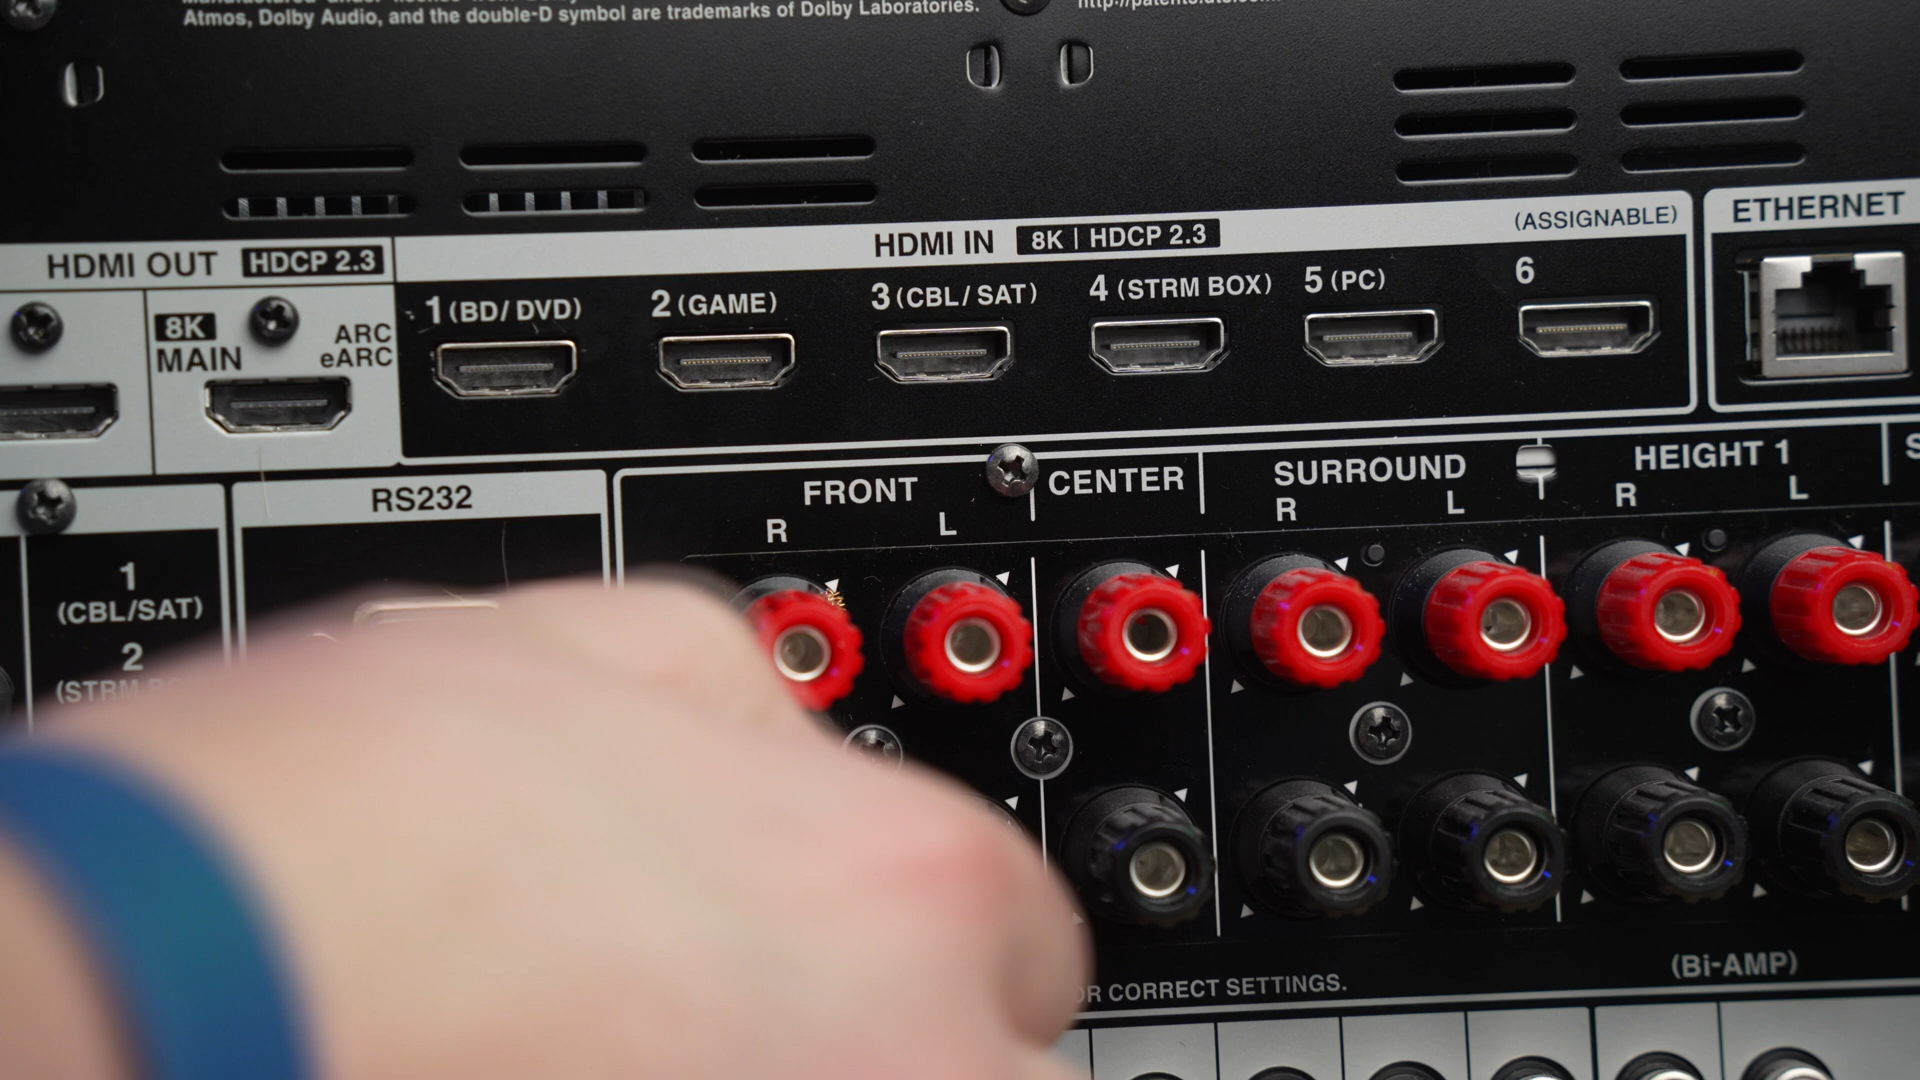 Atmos, Dolby Audio, and the double-D symbol are trademarks of Dolby Laboratories.
HDMI OUT HDCP 2.3
HDMI IN 8K | HDCP 2.3
(ASSIGNABLE)
ETHERNET
8K
MAIN
ARC
eARC
1 (BD/DVD)
2 (GAME)
3 (CBL/SAT)
4 (STRM BOX)
5 (PC)
6
RS232
FRONT
R L
CENTER
SURROUND
R L
HEIGHT 1
R L
1
(CBL/SAT)
2
(STRM
(Bi-AMP)
CORRECT SETTINGS.